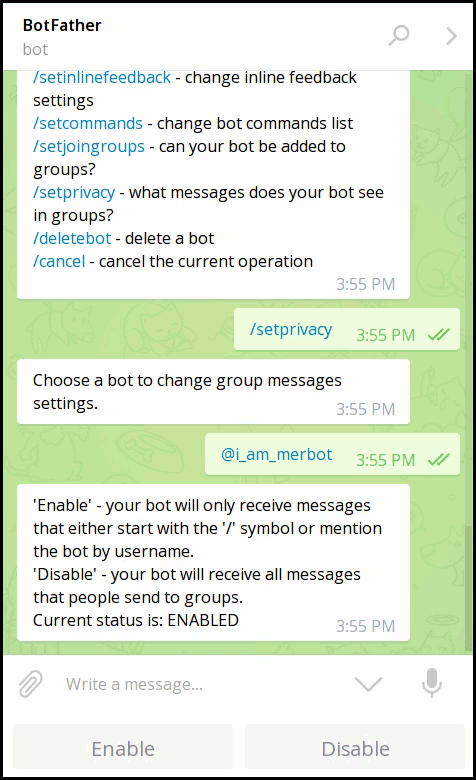 BotFather
bot
/setinlinefeedback - change inline feedback
settings
/setcommands - change bot commands list
/setjoingroups - can your bot be added to
groups?
/setprivacy - what messages does your bot see
in groups?
/deletebot - delete a bot
/cancel - cancel the current operation
3:55 PM
/setprivacy 3:55 PM
Choose a bot to change group messages
settings.
3:55 PM
@i_am_merbot 3:55 PM
'Enable' - your bot will only receive messages
that either start with the '/' symbol or mention
the bot by username.
'Disable' - your bot will receive all messages
that people send to groups.
Current status is: ENABLED
3:55 PM
Write a message...
Enable Disable